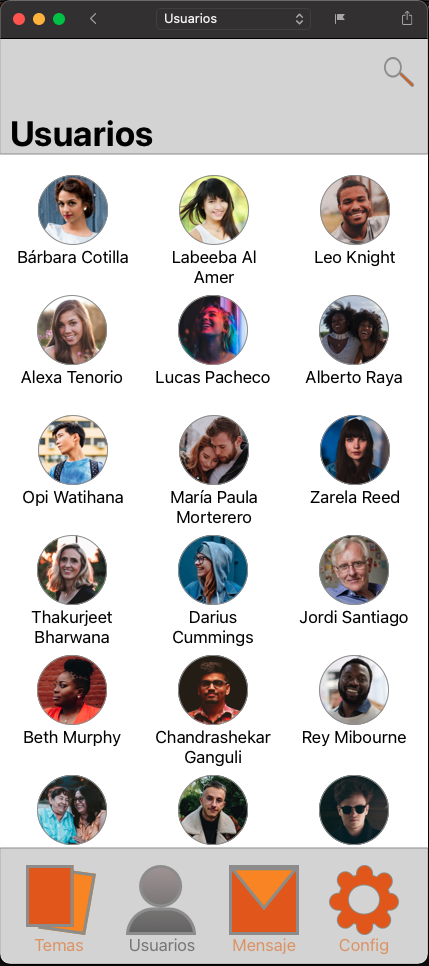 Usuarios
Usuarios
Bárbara Cotilla
Labeeba Al
Amer
Leo Knight
Alexa Tenorio
Lucas Pacheco
Alberto Raya
Opi Watihana
María Paula
Morterero
Zarela Reed
Thakurjeet
Bharwana
Darius
Cummings
Jordi Santiago
Beth Murphy
Chandrashekar
Ganguli
Rey Mibourne
Temas
Usuarios
Mensaje
Config